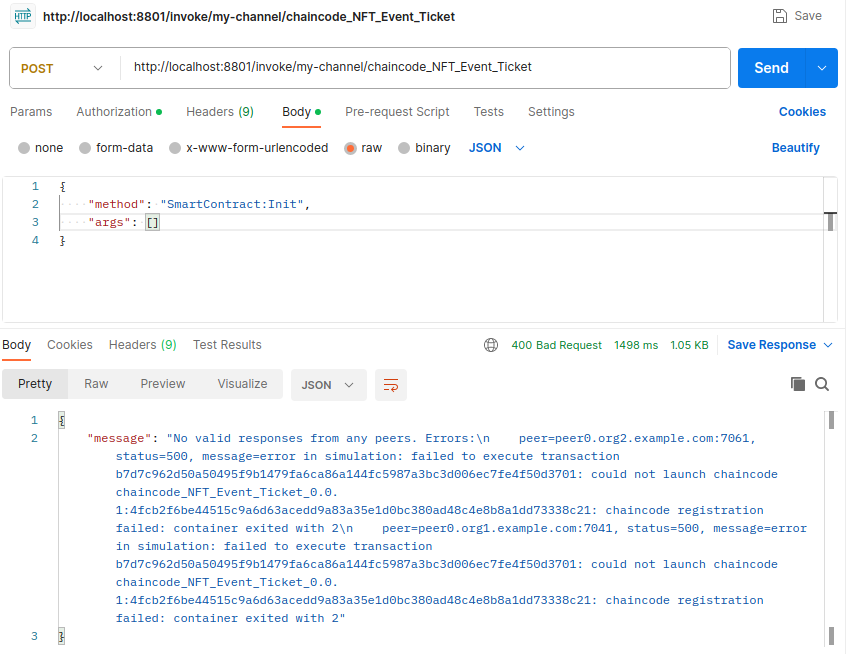 HTTP http://localhost:8801/invoke/my-channel/chaincode_NFT_Event_Ticket Save
POST http://localhost:8801/invoke/my-channel/chaincode_NFT_Event_Ticket Send
Params Authorization Headers (9) Body Pre-request Script Tests Settings Cookies
none form-data x-www-form-urlencoded raw binary JSON Beautify
1 {
2 "method": "SmartContract:Init",
3 "args": []
4 }
Body Cookies Headers (9) Test Results 400 Bad Request 1498 ms 1.05 KB Save Response
Pretty Raw Preview Visualize JSON
1 {
2 "message": "No valid responses from any peers. Errors:\n peer=peer0.org2.example.com:7061,
status=500, message=error in simulation: failed to execute transaction
b7d7c962d50a50495f9b1479fa6ca86a144fc5987a3bc3d006ec7fe4f50d3701: could not launch chaincode
chaincode_NFT_Event_Ticket_0.0.
1:4fcb2f6be44515c9a6d63acedd9a83a35e1d0bc380ad48c4e8b8a1dd73338c21: chaincode registration
failed: container exited with 2\n peer=peer0.org1.example.com:7041, status=500, message=error
in simulation: failed to execute transaction
b7d7c962d50a50495f9b1479fa6ca86a144fc5987a3bc3d006ec7fe4f50d3701: could not launch chaincode
chaincode_NFT_Event_Ticket_0.0.
1:4fcb2f6be44515c9a6d63acedd9a83a35e1d0bc380ad48c4e8b8a1dd73338c21: chaincode registration
failed: container exited with 2"
3 }